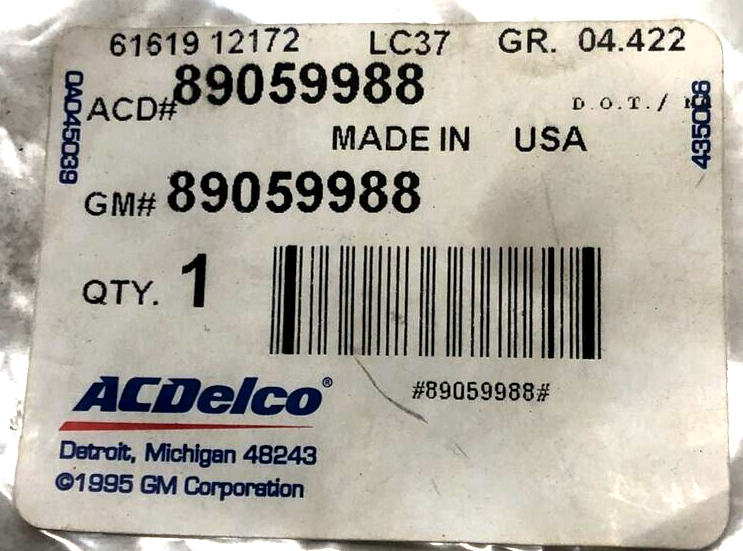 61619 12172 LC37 GR. 04.422
ACD# 89059988
D.O.T./
MADE IN USA
GM# 89059988
QTY. 1
#89059988#
ACDelco®
Detroit, Michigan 48243
©1995 GM Corporation
0AD45039